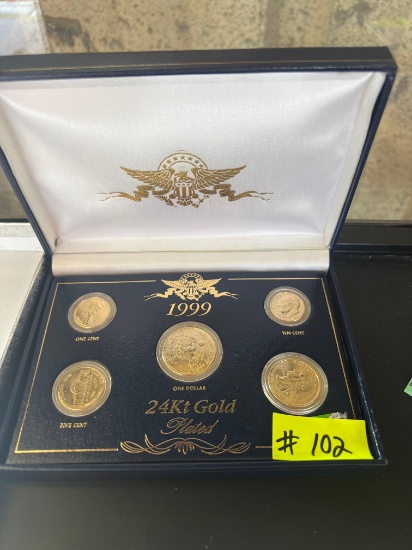 1999
ONE CENT
TEN CENT
ONE DOLLAR
FIVE CENT
24Kt Gold
Plated
# 102